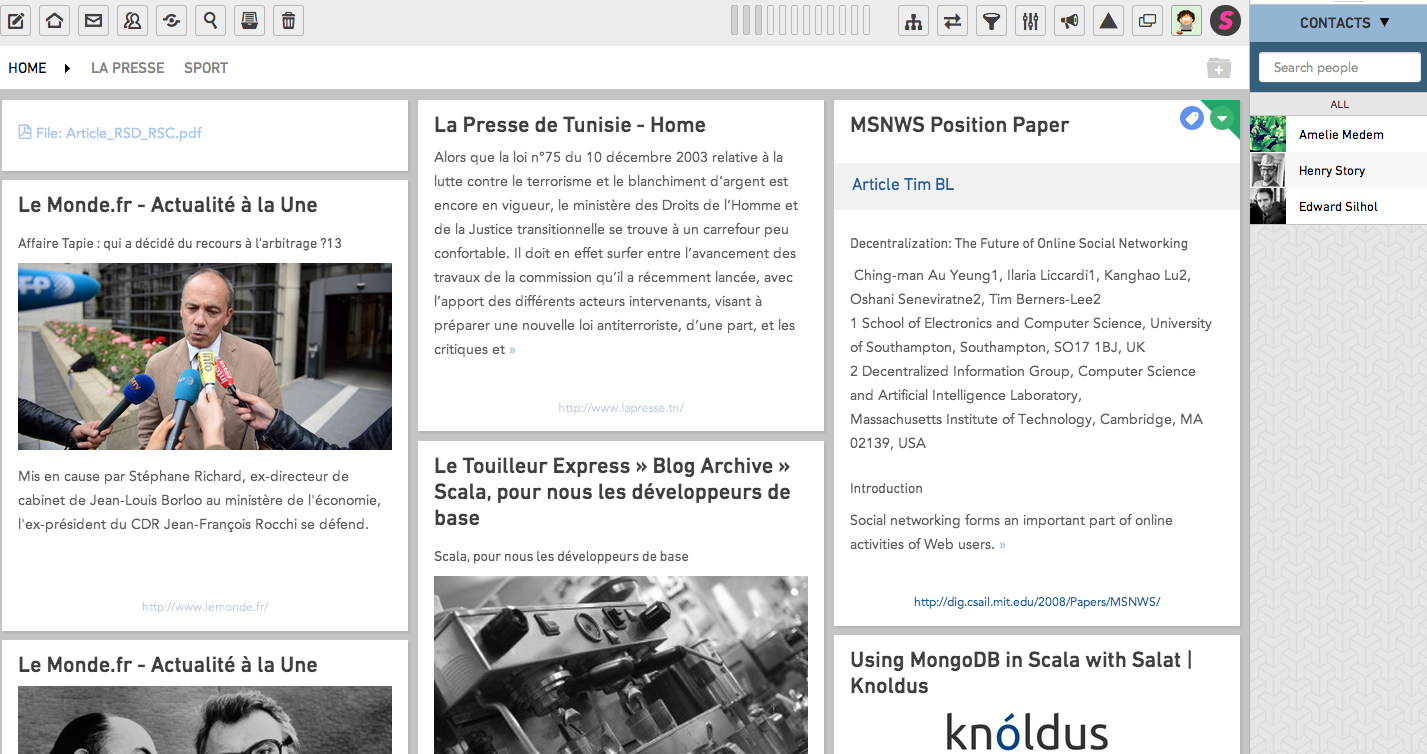 HOME
LA PRESSE
SPORT
CONTACTS
Search people
ALL
Amelie Medem
Henry Story
Edward Silhol
File: Article_RSD_RSC.pdf
Le Monde.fr - Actualité à la Une
Affaire Tapie : qui a décidé du recours à l'arbitrage ?13
Mis en cause par Stéphane Richard, ex-directeur de
cabinet de Jean-Louis Borloo au ministère de l'économie,
l'ex-président du CDR Jean-François Rocchi se défend.
http://www.lemonde.fr/
Le Monde.fr - Actualité à la Une
La Presse de Tunisie - Home
Alors que la loi n°75 du 10 décembre 2003 relative à la
lutte contre le terrorisme et le blanchiment d’argent est
encore en vigueur, le ministère des Droits de l’Homme et
de la Justice transitionnelle se trouve à un carrefour peu
confortable. Il doit en effet surfer entre l’avancement des
travaux de la commission qu’il a récemment lancée, avec
l’apport des différents acteurs intervenants, visant à
préparer une nouvelle loi antiterroriste, d’une part, et les
critiques et »
http://www.lapresse.tn/
Le Touilleur Express » Blog Archive »
Scala, pour nous les développeurs de
base
Scala, pour nous les développeurs de base
MSNWS Position Paper
Article Tim BL
Decentralization: The Future of Online Social Networking
Ching-man Au Yeung1, Ilaria Liccardi1, Kanghao Lu2,
Oshani Seneviratne2, Tim Berners-Lee2
1 School of Electronics and Computer Science, University
of Southampton, Southampton, SO17 1BJ, UK
2 Decentralized Information Group, Computer Science
and Artificial Intelligence Laboratory,
Massachusetts Institute of Technology, Cambridge, MA
02139, USA
Introduction
Social networking forms an important part of online
activities of Web users. »
http://dig.csail.mit.edu/2008/Papers/MSNWS/
Using MongoDB in Scala with Salat |
Knoldus
knóldus